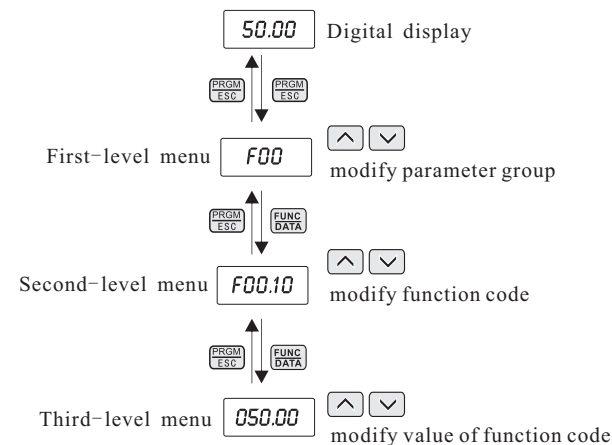 50.00 Digital display
PRGM ESC PRGM ESC
First-level menu F00
modify parameter group
PRGM ESC FUNC DATA
Second-level menu F00.10
modify function code
PRGM ESC FUNC DATA
Third-level menu 050.00
modify value of function code